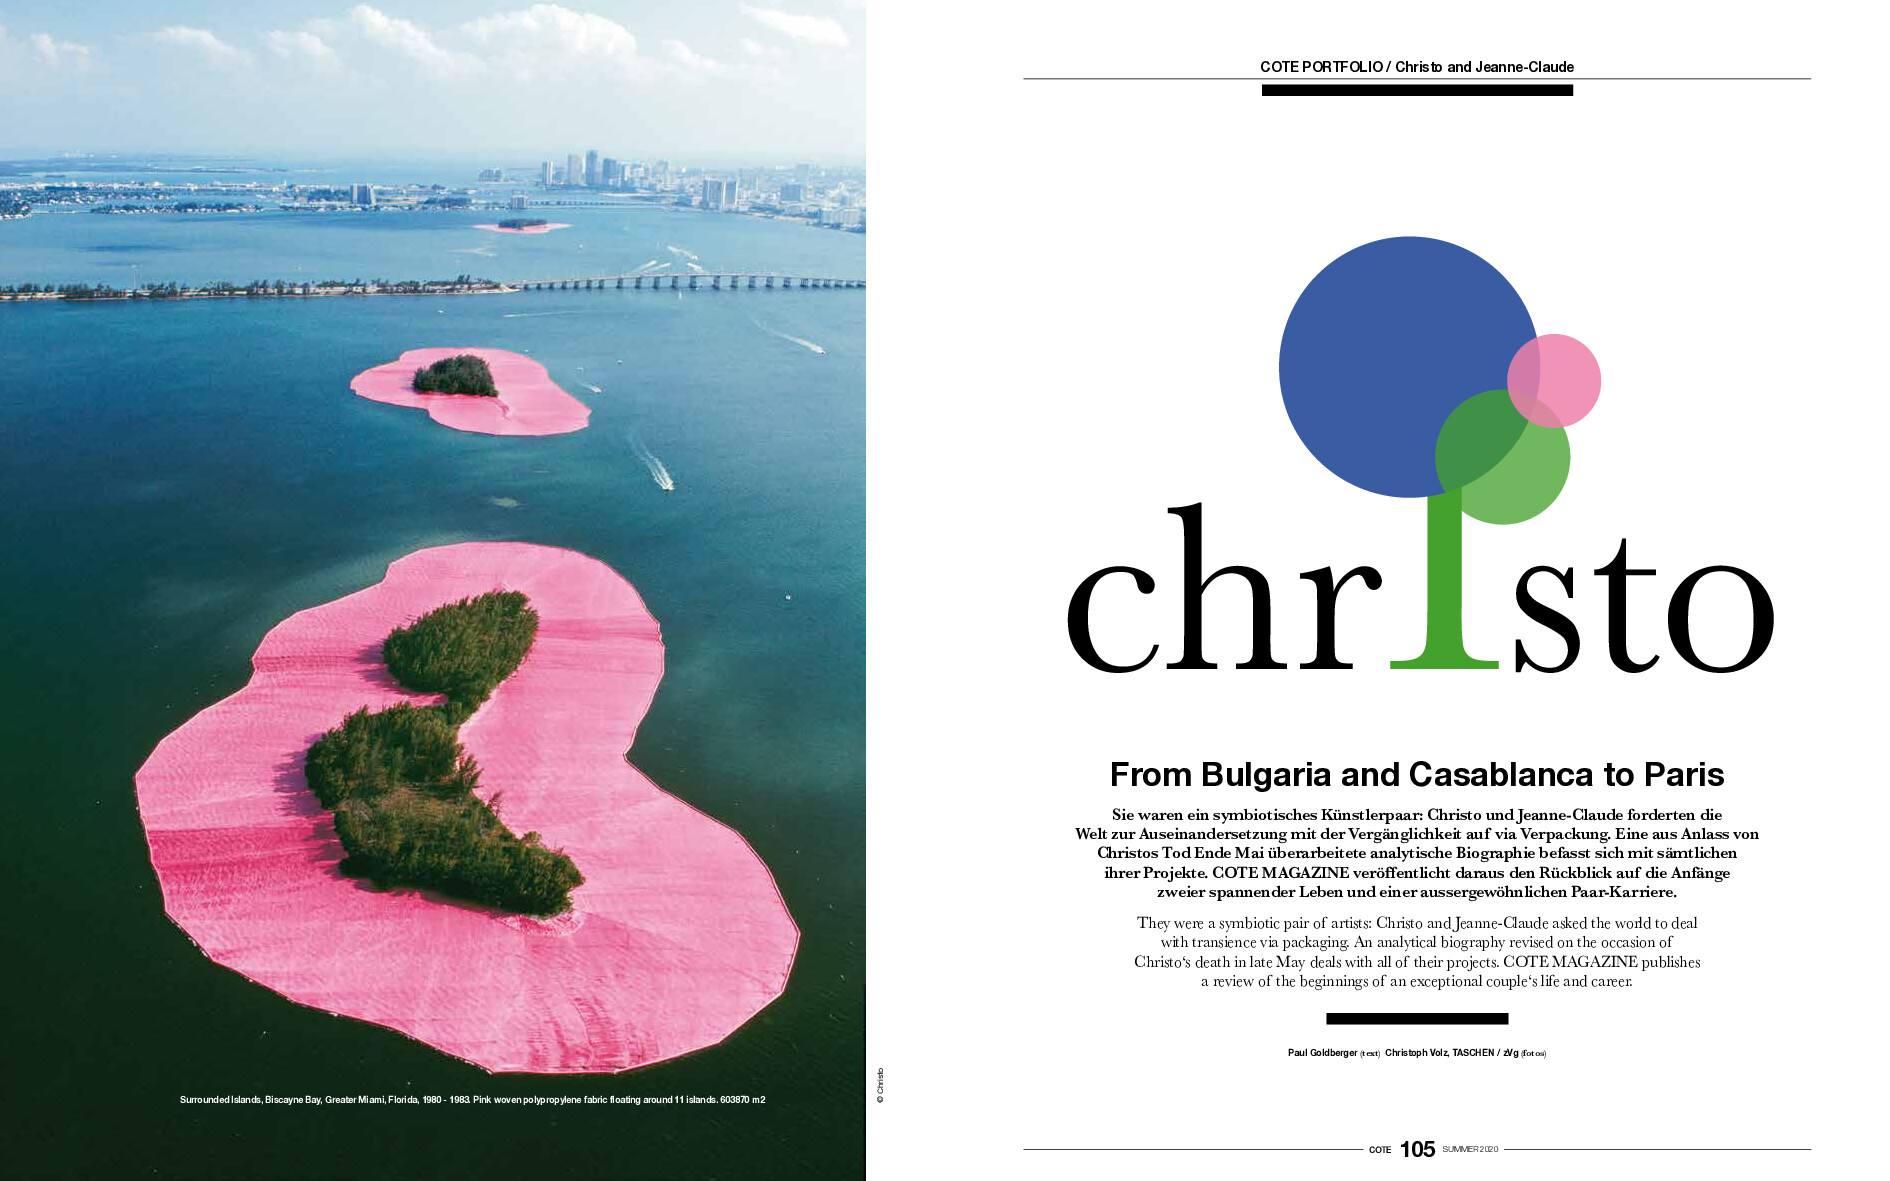 Surrounded Islands, Biscayne Bay, Greater Miami, Florida, 1980 - 1983. Pink woven polypropylene fabric floating around 11 islands. 603870 m2
© Christo
COTE PORTFOLIO / Christo and Jeanne-Claude
christo
From Bulgaria and Casablanca to Paris
Sie waren ein symbiotisches Künstlerpaar: Christo und Jeanne-Claude forderten die
Welt zur Auseinandersetzung mit der Vergänglichkeit auf via Verpackung. Eine aus Anlass von
Christos Tod Ende Mai überarbeitete analytische Biographie befasst sich mit sämtlichen
ihrer Projekte. COTE MAGAZINE veröffentlicht daraus den Rückblick auf die Anfänge
zweier spannender Leben und einer aussergewöhnlichen Paar-Karriere.
They were a symbiotic pair of artists: Christo and Jeanne-Claude asked the world to deal
with transience via packaging. An analytical biography revised on the occasion of
Christo‘s death in late May deals with all of their projects. COTE MAGAZINE publishes
a review of the beginnings of an exceptional couple‘s life and career.
Paul Goldberger (text) Christoph Volz, TASCHEN / zVg (fotos)
COTE 105 SUMMER 2020